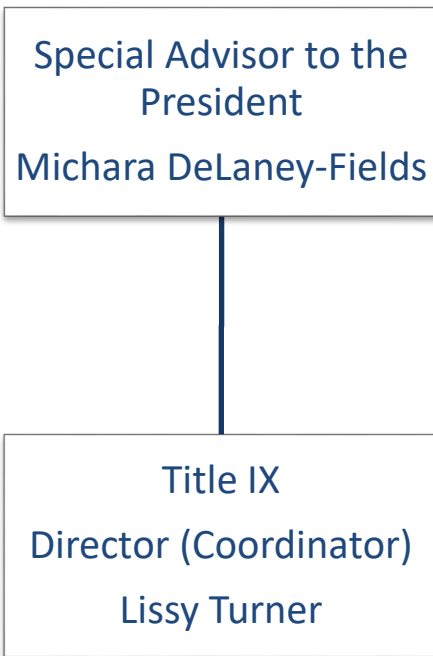 Special Advisor to the
President
Michara DeLaney-Fields
Title IX
Director (Coordinator)
Lissy Turner